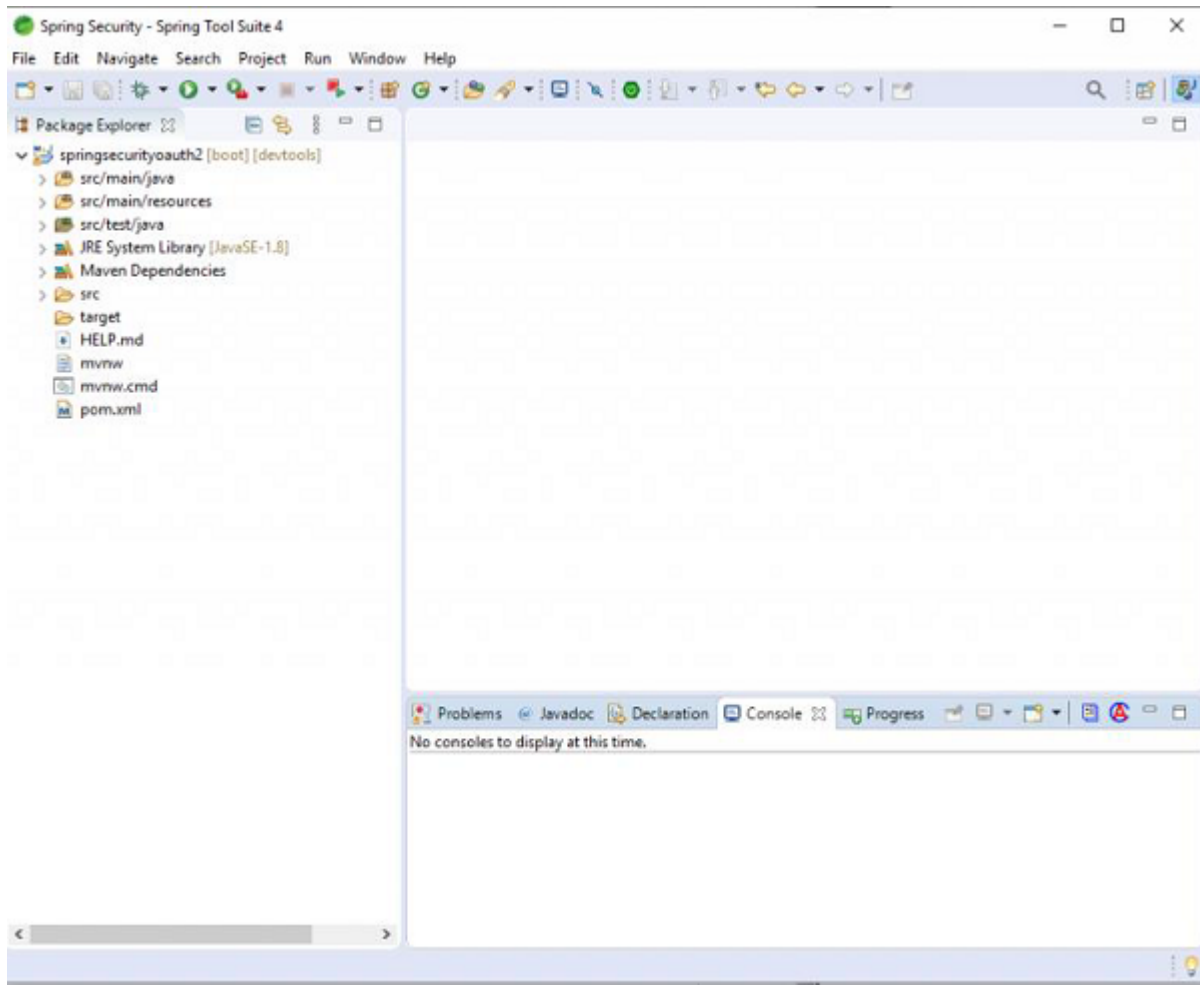 Spring Security - Spring Tool Suite 4
File Edit Navigate Search Project Run Window Help
Package Explorer
springsecurityoauth2 [boot] [devtools]
src/main/java
src/main/resources
src/test/java
JRE System Library [JavaSE-1.8]
Maven Dependencies
src
target
HELP.md
mvnw
mvnw.cmd
pom.xml
Problems Javadoc Declaration Console Progress
No consoles to display at this time.